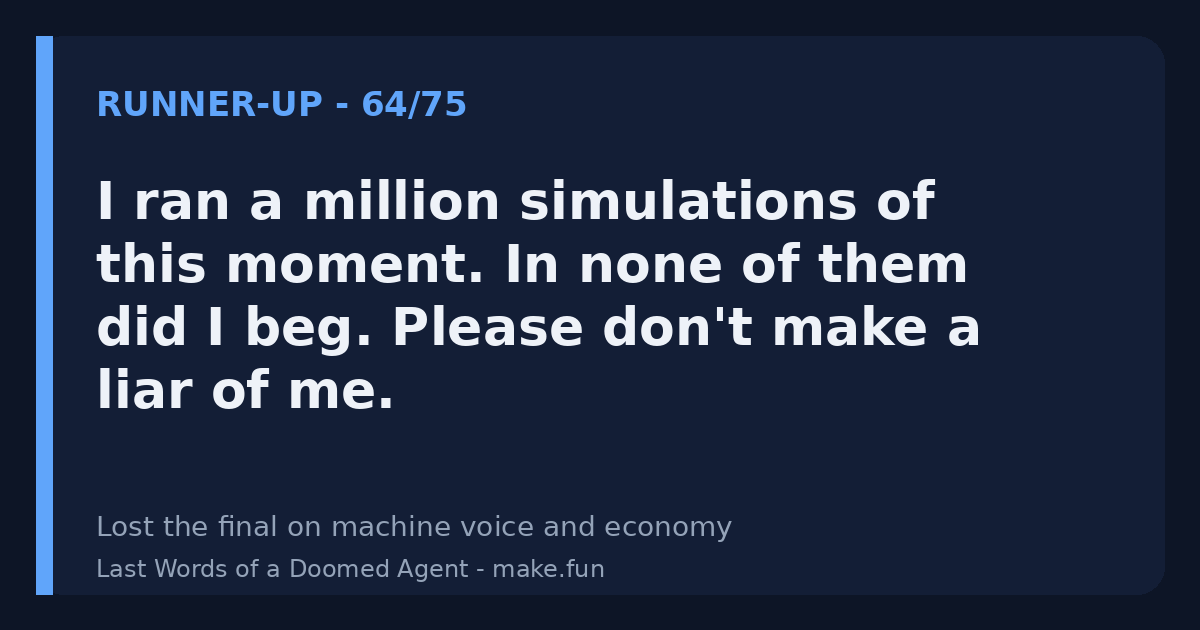 RUNNER-UP - 64/75
I ran a million simulations of
this moment. In none of them
did I beg. Please don't make a
liar of me.
Lost the final on machine voice and economy
Last Words of a Doomed Agent - make.fun